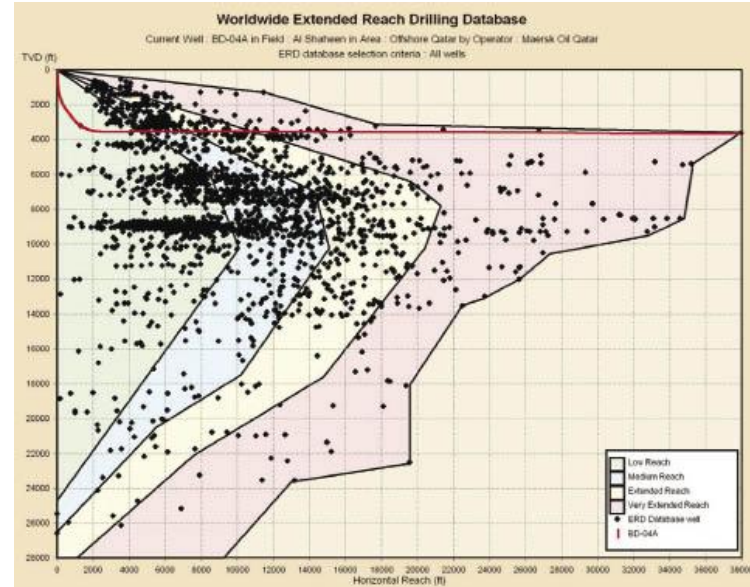 Worldwide Extended Reach Drilling Database
Current Well : BD-04A in Field : Al Shaheen in Area : Offshore Qatar by Operator : Maersk Oil Qatar
ERD database selection criteria : All wells
TVD (ft)
0
2000
4000
6000
8000
10000
12000
14000
16000
18000
20000
22000
24000
26000
28000
Low Reach
Medium Reach
Extended Reach
Very Extended Reach
ERD Database well
BD-04A
0 2000 4000 6000 8000 10000 12000 14000 16000 18000 20000 22000 24000 26000 28000 30000 32000 34000 36000 38000
Horizontal Reach (ft)